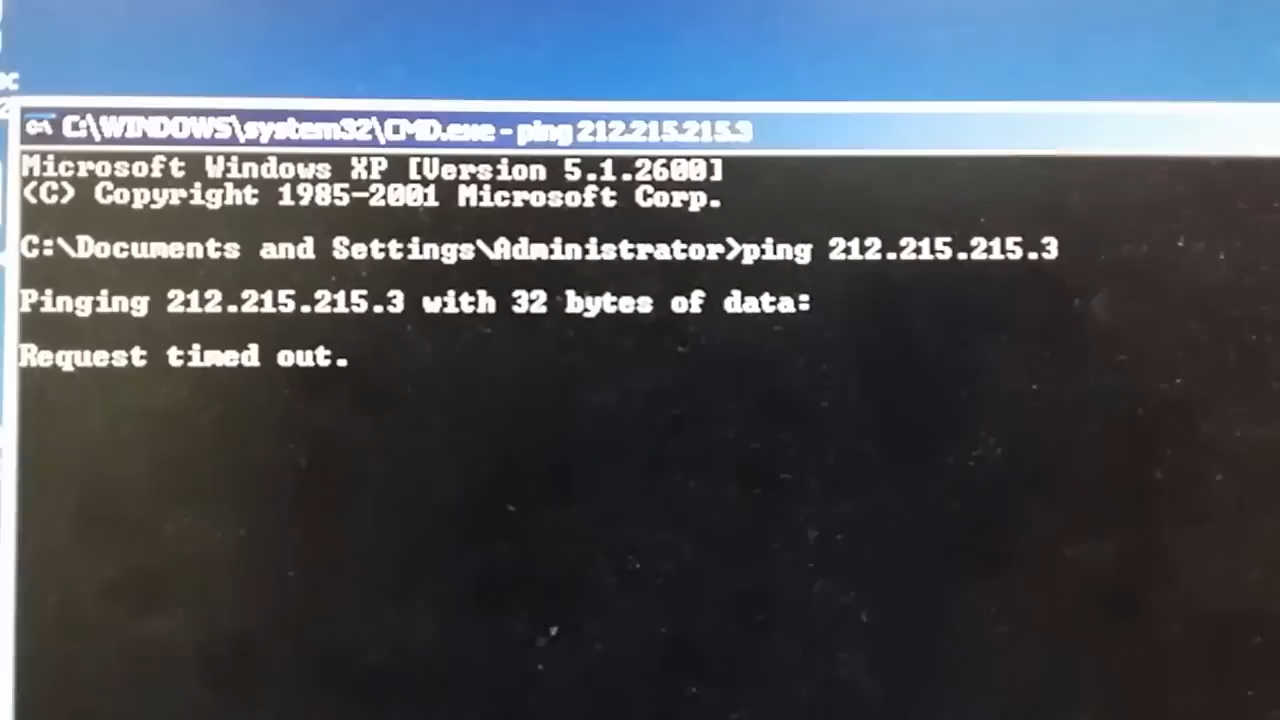 C:\WINDOWS\system32\CMD.exe - ping 212.215.215.3
Microsoft Windows XP [Version 5.1.2600]
(C) Copyright 1985-2001 Microsoft Corp.
C:\Documents and Settings\Administrator>ping 212.215.215.3
Pinging 212.215.215.3 with 32 bytes of data:
Request timed out.